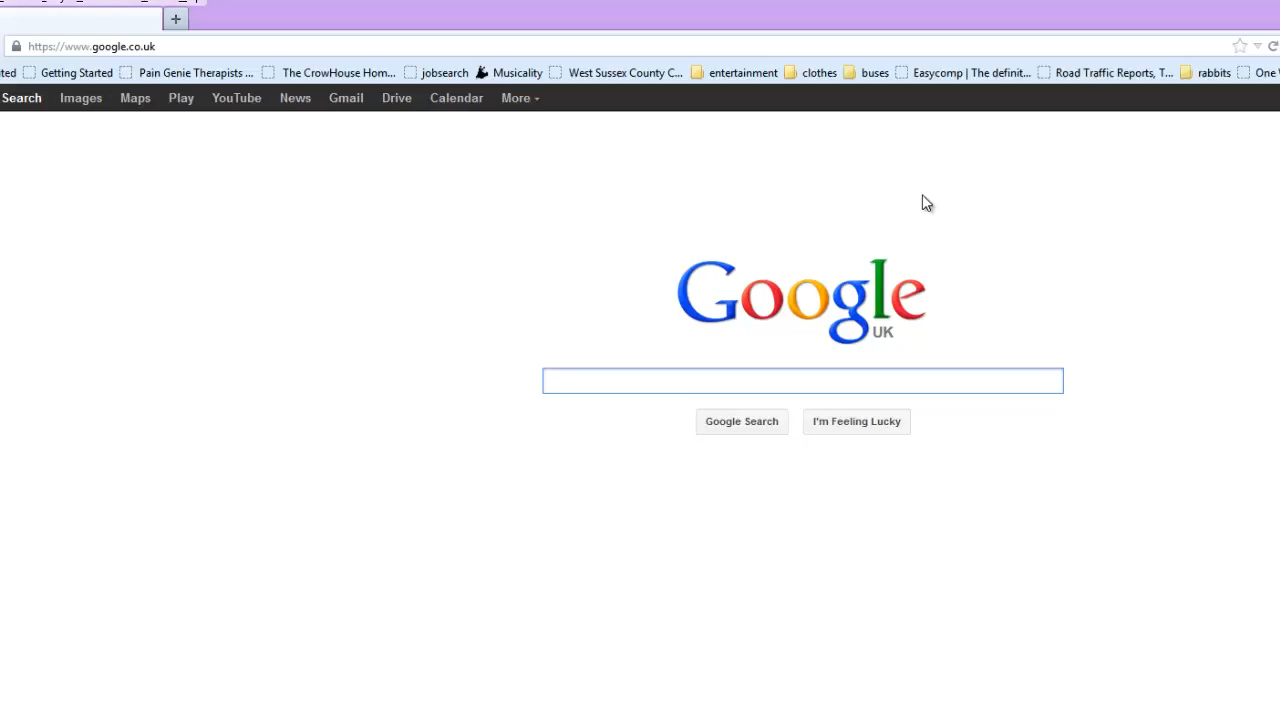 https://www.google.co.uk
ited Getting Started Pain Genie Therapists ... The CrowHouse Hom... jobsearch Musicality West Sussex County C... entertainment clothes buses Easycomp | The definit... Road Traffic Reports, T... rabbits One
Search Images Maps Play YouTube News Gmail Drive Calendar More
Google
UK
Google Search I'm Feeling Lucky